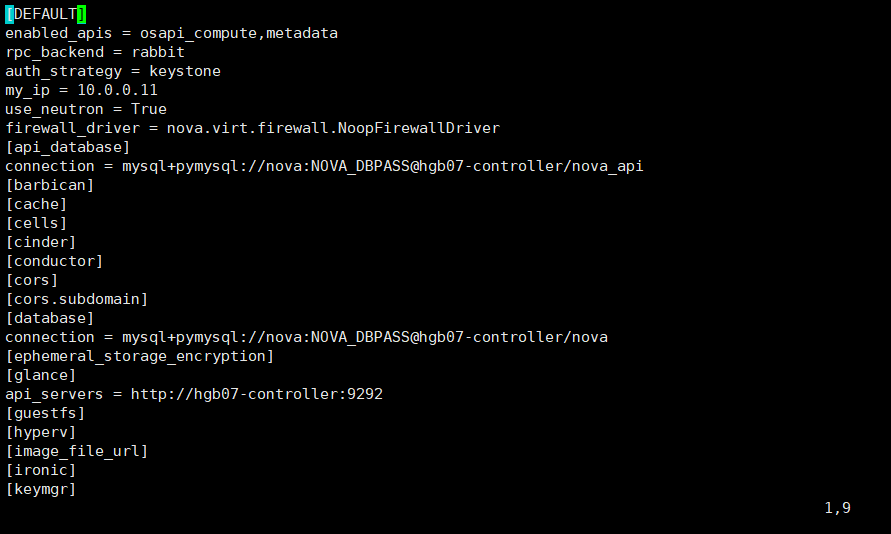 [DEFAULT]
enabled_apis = osapi_compute,metadata
rpc_backend = rabbit
auth_strategy = keystone
my_ip = 10.0.0.11
use_neutron = True
firewall_driver = nova.virt.firewall.NoopFirewallDriver
[api_database]
connection = mysql+pymysql://nova:NOVA_DBPASS@hgb07-controller/nova_api
[barbican]
[cache]
[cells]
[cinder]
[conductor]
[cors]
[cors.subdomain]
[database]
connection = mysql+pymysql://nova:NOVA_DBPASS@hgb07-controller/nova
[ephemeral_storage_encryption]
[glance]
api_servers = http://hgb07-controller:9292
[guestfs]
[hyperv]
[image_file_url]
[ironic]
[keymgr]
1,9